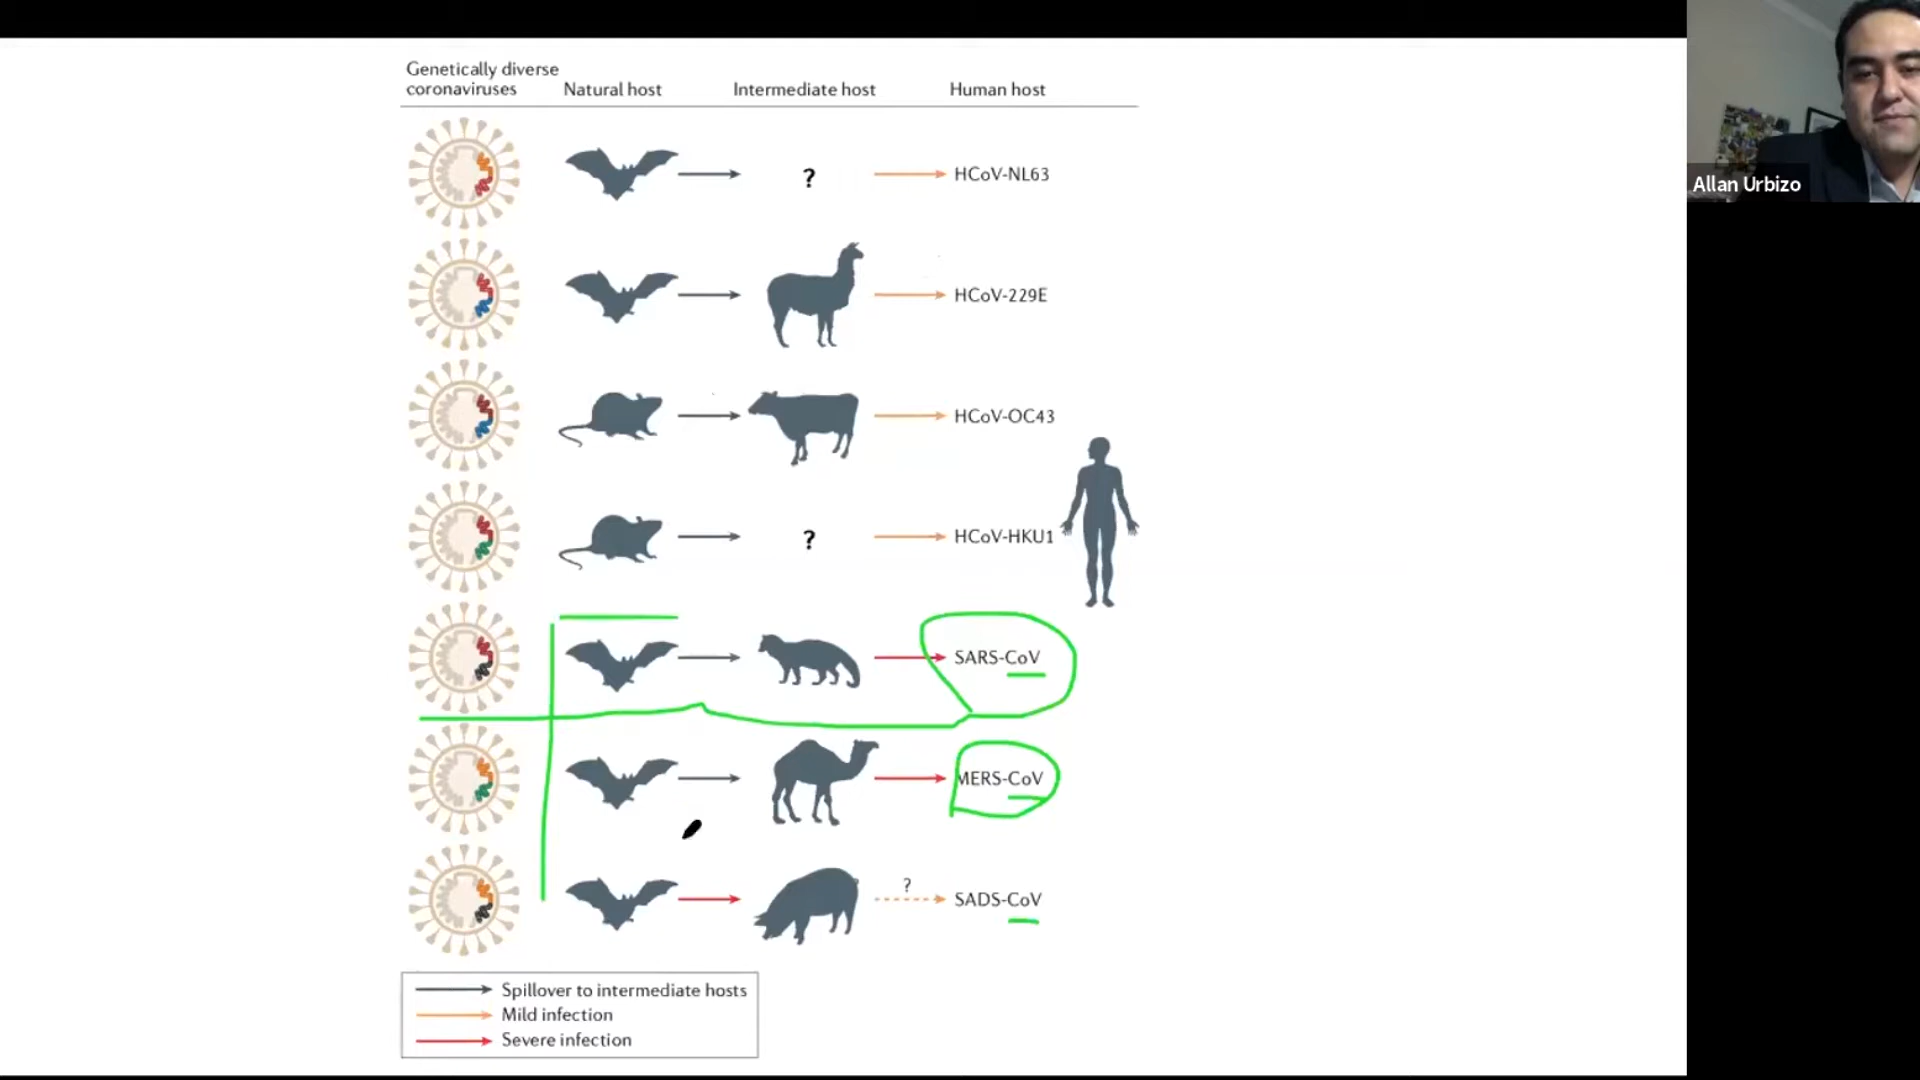 Genetically diverse
coronaviruses
Natural host
Intermediate host
Human host
?
HCoV-NL63
HCoV-229E
HCoV-OC43
?
HCoV-HKU1
SARS-CoV
MERS-CoV
?
SADS-CoV
Spillover to intermediate hosts
Mild infection
Severe infection
Allan Urbizo